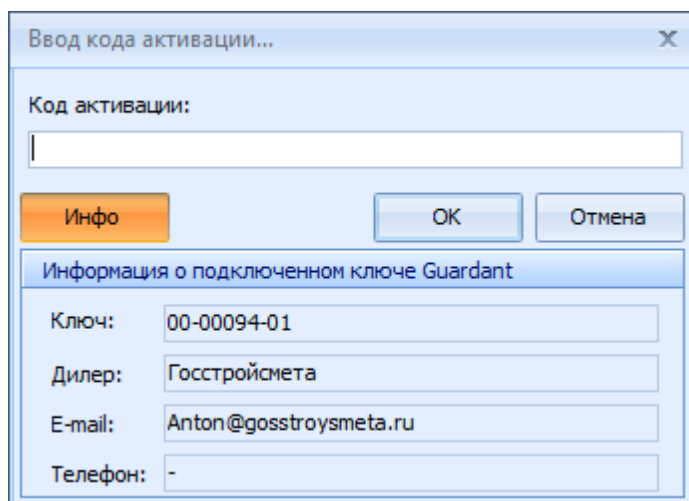 Ввод кода активации...
Код активации:
Инфо
ОК
Отмена
Информация о подключенном ключе Guardant
Ключ: 00-00094-01
Дилер: Госстройсмета
E-mail: Anton@gosstroysmeta.ru
Телефон: -